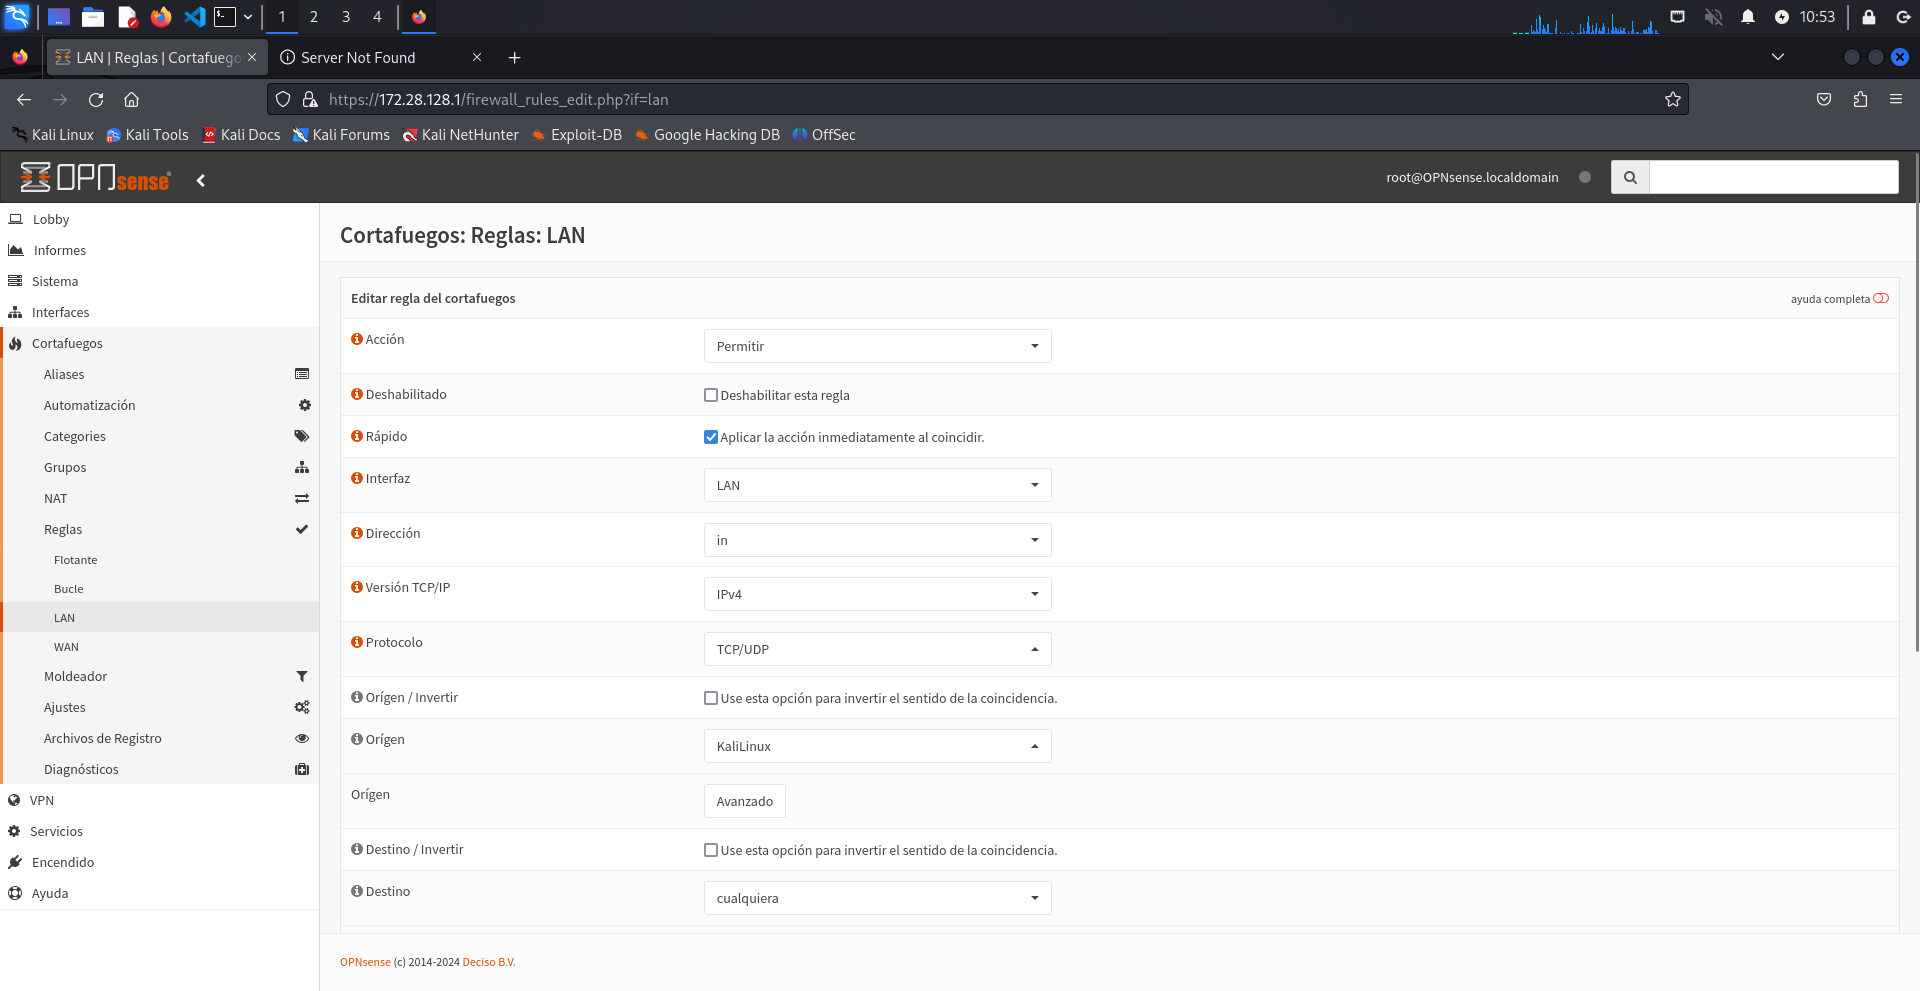 1 2 3 4 10:53
LAN | Reglas | Cortafuego Server Not Found
https://172.28.128.1/firewall_rules_edit.php?if=lan
Kali Linux Kali Tools Kali Docs Kali Forums Kali NetHunter Exploit-DB Google Hacking DB OffSec
OPNsense root@OPNsense.localdomain
Lobby
Informes
Sistema
Interfaces
Cortafuegos
Aliases
Automatización
Categories
Grupos
NAT
Reglas
Flotante
Bucle
LAN
WAN
Moldeador
Ajustes
Archivos de Registro
Diagnósticos
VPN
Servicios
Encendido
Ayuda
Cortafuegos: Reglas: LAN
Editar regla del cortafuegos ayuda completa
Acción Permitir
Deshabilitado Deshabilitar esta regla
Rápido Aplicar la acción inmediatamente al coincidir.
Interfaz LAN
Dirección in
Versión TCP/IP IPv4
Protocolo TCP/UDP
Orígen / Invertir Use esta opción para invertir el sentido de la coincidencia.
Orígen KaliLinux
Orígen Avanzado
Destino / Invertir Use esta opción para invertir el sentido de la coincidencia.
Destino cualquiera
OPNsense (c) 2014-2024 Deciso B.V.